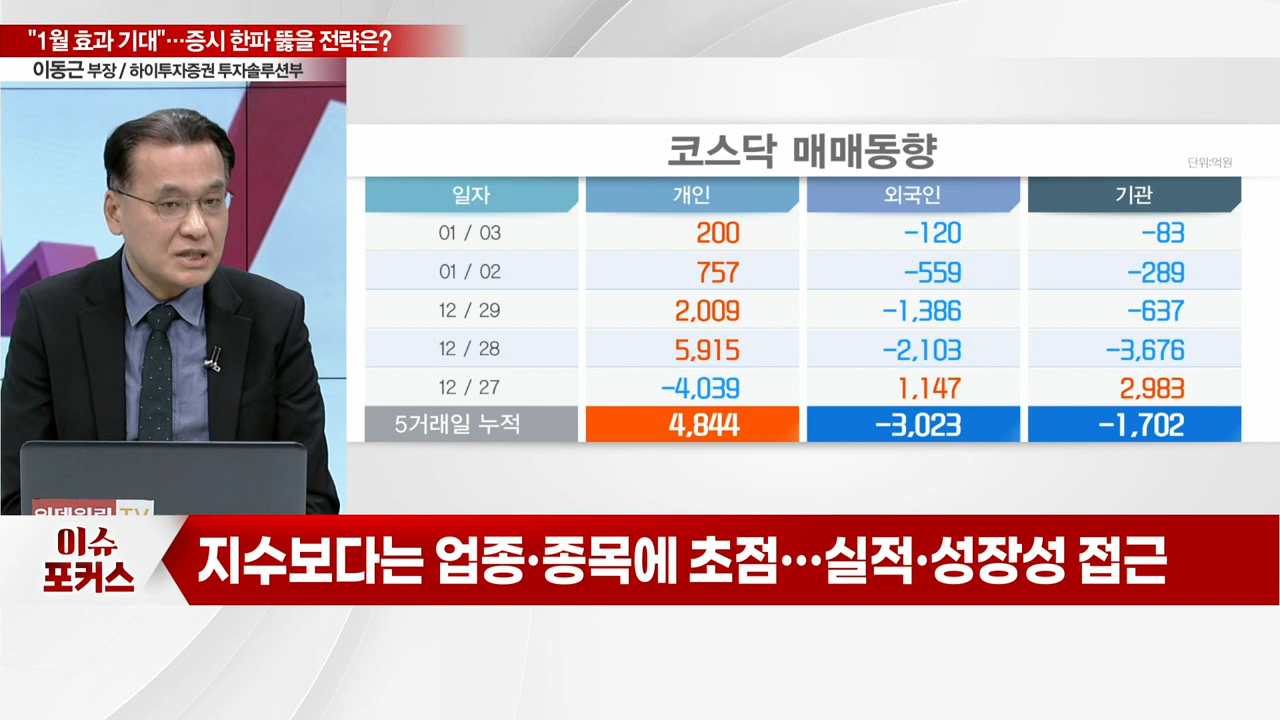 "1월 효과 기대"…증시 한파 뚫을 전략은?
이동근 부장 / 하이투자증권 투자솔루션부
코스닥 매매동향
단위:억원
일자 개인 외국인 기관
01 / 03 200 -120 -83
01 / 02 757 -559 -289
12 / 29 2,009 -1,386 -637
12 / 28 5,915 -2,103 -3,676
12 / 27 -4,039 1,147 2,983
5거래일 누적 4,844 -3,023 -1,702
이데일리 TV
이슈
포커스
지수보다는 업종·종목에 초점…실적·성장성 접근